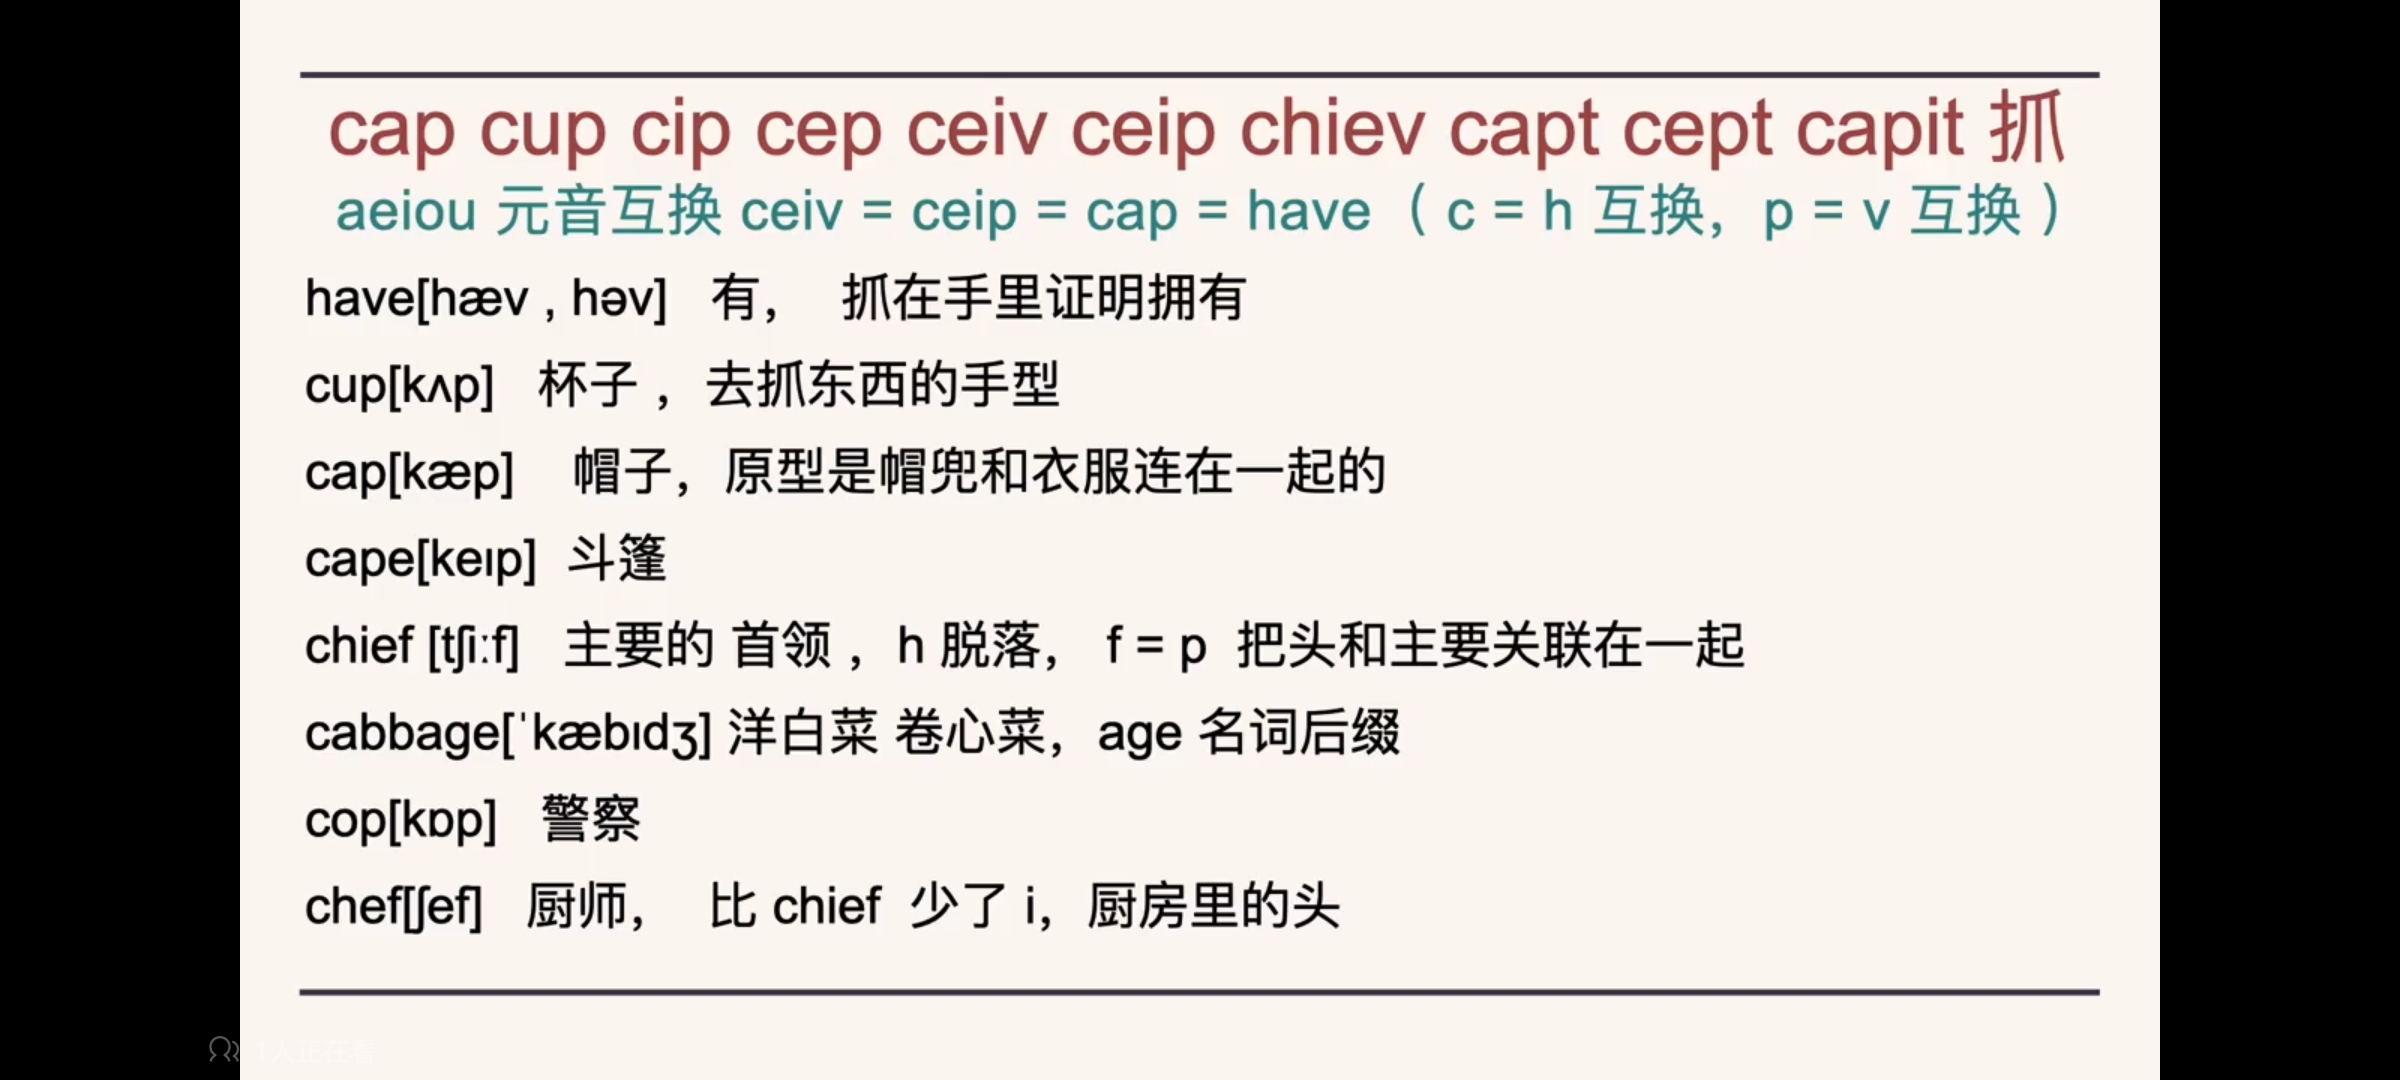 cap cup cip cep ceiv ceip chiev capt cept capit 抓
aeiou 元音互换 ceiv = ceip = cap = have（ c = h 互换，p = v 互换 ）
have[hæv , həv] 有， 抓在手里证明拥有
cup[kʌp] 杯子 ，去抓东西的手型
cap[kæp] 帽子，原型是帽兜和衣服连在一起的
cape[keɪp] 斗篷
chief [tʃiːf] 主要的 首领 ，h 脱落， f = p 把头和主要关联在一起
cabbage[ˈkæbɪdʒ] 洋白菜 卷心菜，age 名词后缀
cop[kɒp] 警察
chef[ʃef] 厨师， 比 chief 少了 i，厨房里的头
1人正在看